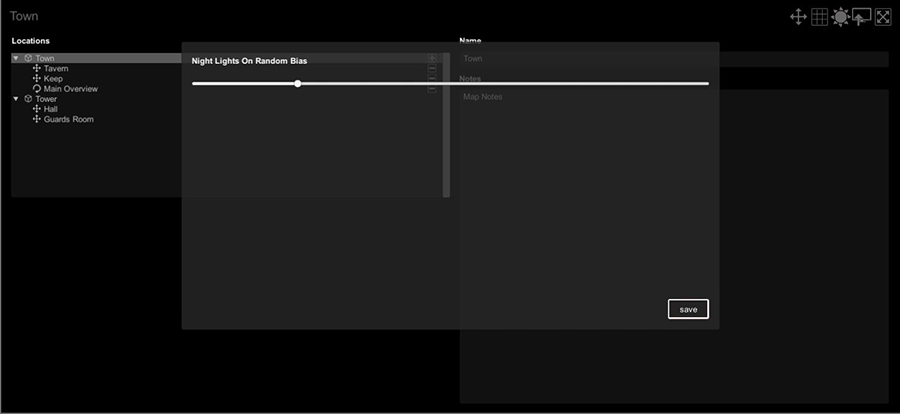 Town
Locations
Name
Town
Tavern
Keep
Main Overview
Tower
Hall
Guards Room
Night Lights On Random Bias
Town
Notes
Map Notes
save